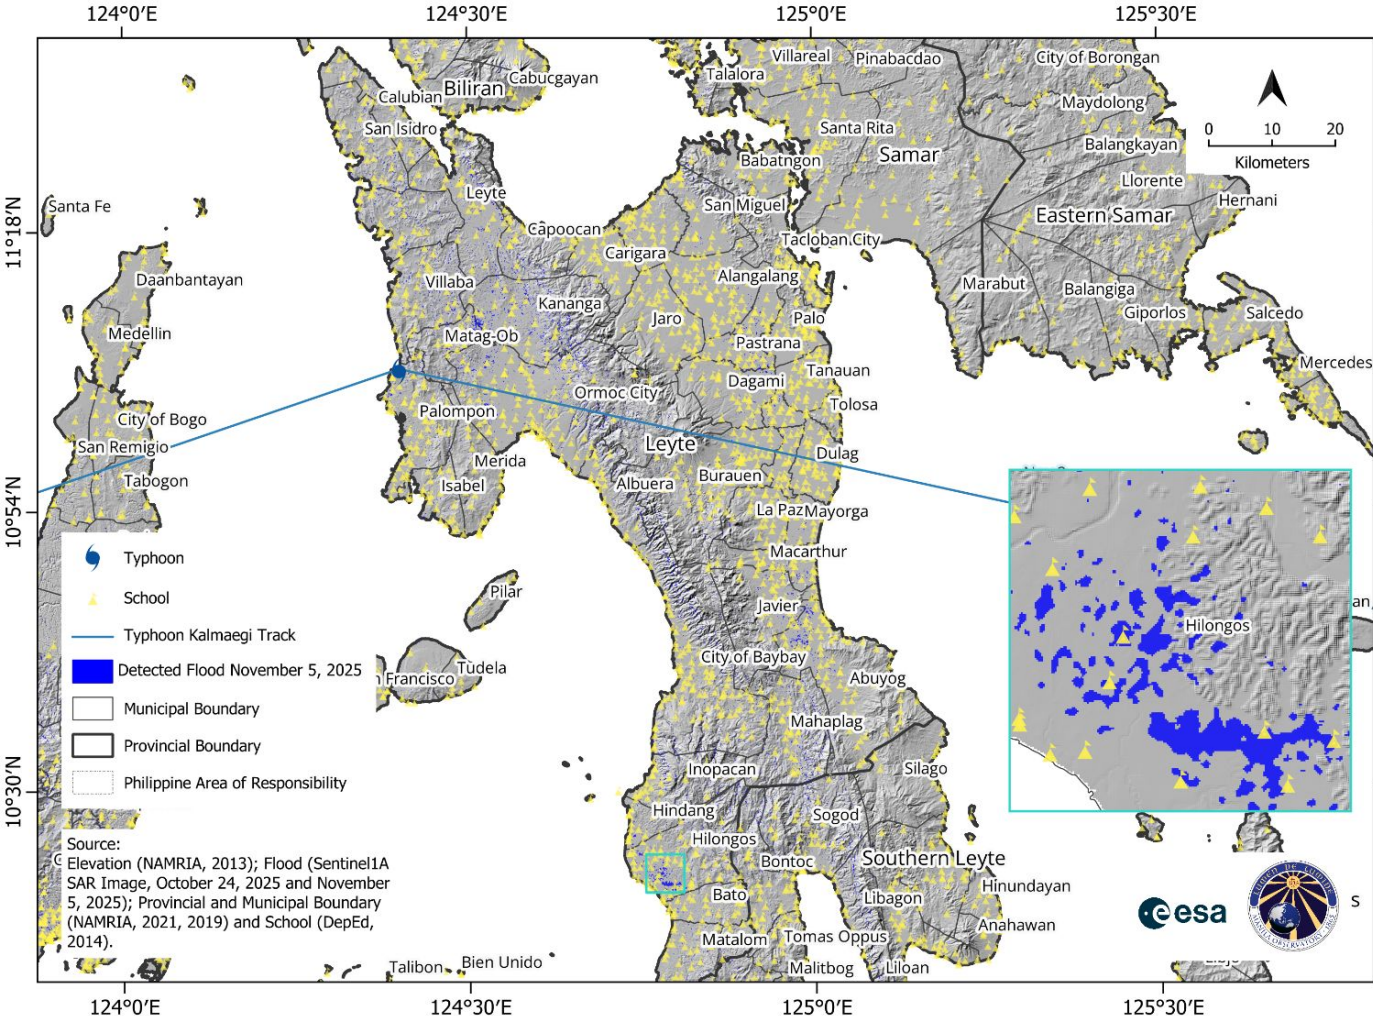 124°0′E
124°30′E
125°0′E
125°30′E
11°18′N
10°54′N
10°30′N
Villareal
Pinabacdao
City of Borongan
Talalora
Cabucgayan
Biliran
Calubian
Maydolong
0
10
20
Kilometers
San Isidro
Santa Rita
Samar
Balangkayan
Babatngon
Llorente
Leyte
Hernani
Santa Fe
San Miguel
Eastern Samar
Capoocan
Tacloban City
Carigara
Daanbantayan
Villaba
Alangalang
Marabut
Balangiga
Kananga
Giporlos
Salcedo
Medellin
Matag-Ob
Jaro
Palo
Pastrana
Mercedes
Tanauan
Dagami
Ormoc City
Tolosa
City of Bogo
Palompon
San Remigio
Leyte
Dulag
Merida
Tabogon
Isabel
Albuera
Burauen
La Paz
Mayorga
Macarthur
Pilar
Javier
Hilongos
Tudela
Francisco
City of Baybay
Abuyog
Mahaplag
Inopacan
Silago
Hindang
Sogod
Hilongos
Bontoc
Southern Leyte
Hinundayan
Bato
Libagon
Anahawan
Matalom
Tomas Oppus
Talibon
Bien Unido
Malitbog
Liloan
Typhoon
School
Typhoon Kalmaegi Track
Detected Flood November 5, 2025
Municipal Boundary
Provincial Boundary
Philippine Area of Responsibility
Source:
Elevation (NAMRIA, 2013); Flood (Sentinel1A
SAR Image, October 24, 2025 and November
5, 2025); Provincial and Municipal Boundary
(NAMRIA, 2021, 2019) and School (DepEd,
2014).
esa
MANILA OBSERVATORY
124°0′E
124°30′E
125°0′E
125°30′E